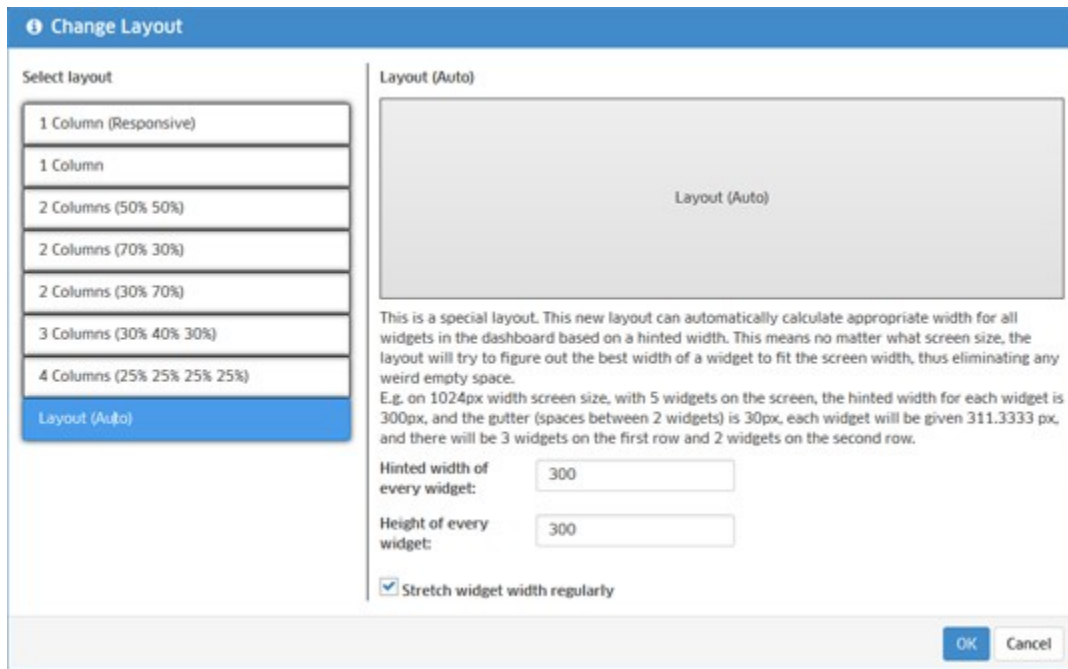 Change Layout
Select layout
1 Column (Responsive)
1 Column
2 Columns (50% 50%)
2 Columns (70% 30%)
2 Columns (30% 70%)
3 Columns (30% 40% 30%)
4 Columns (25% 25% 25% 25%)
Layout (Auto)
Layout (Auto)
Layout (Auto)
This is a special layout. This new layout can automatically calculate appropriate width for all
widgets in the dashboard based on a hinted width. This means no matter what screen size, the
layout will try to figure out the best width of a widget to fit the screen width, thus eliminating any
weird empty space.
E.g. on 1024px width screen size, with 5 widgets on the screen, the hinted width for each widget is
300px, and the gutter (spaces between 2 widgets) is 30px, each widget will be given 311.3333 px,
and there will be 3 widgets on the first row and 2 widgets on the second row.
Hinted width of
every widget:
300
Height of every
widget:
300
Stretch widget width regularly
OK
Cancel